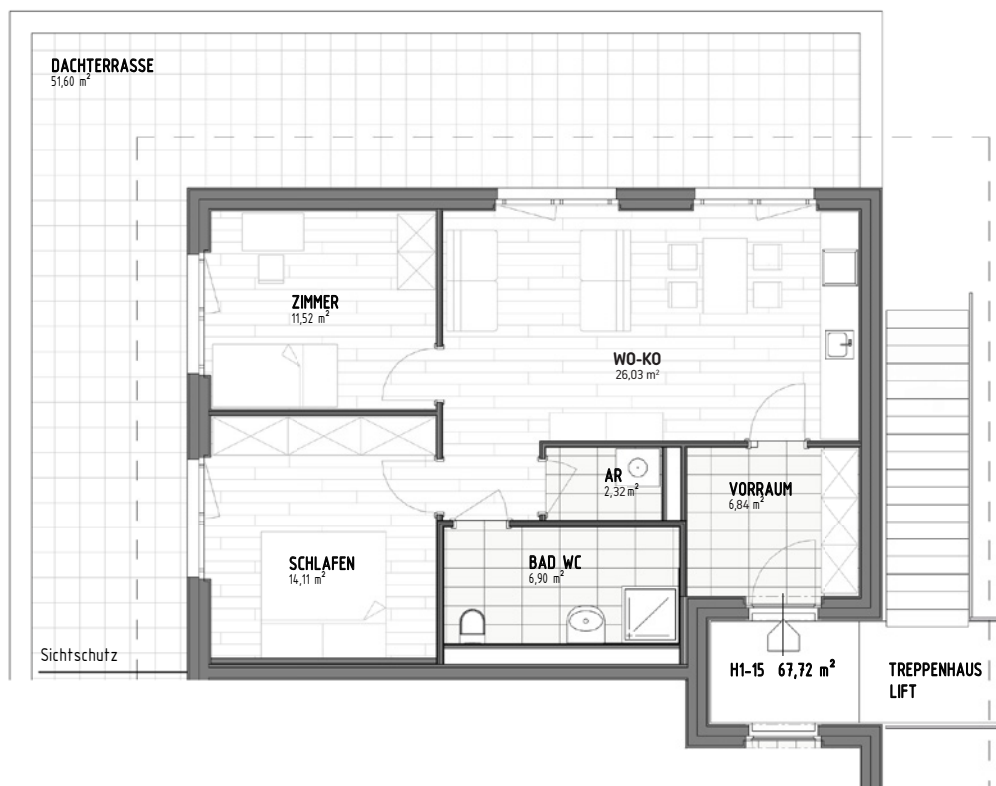 DACHTERRASSE
51,60 m²
ZIMMER
11,52 m²
WO-KO
26,03 m²
AR
2,32 m²
VORRAUM
6,84 m²
SCHLAFEN
14,11 m²
BAD WC
6,90 m²
Sichtschutz
H1-15 67,72 m²
TREPPENHAUS
LIFT